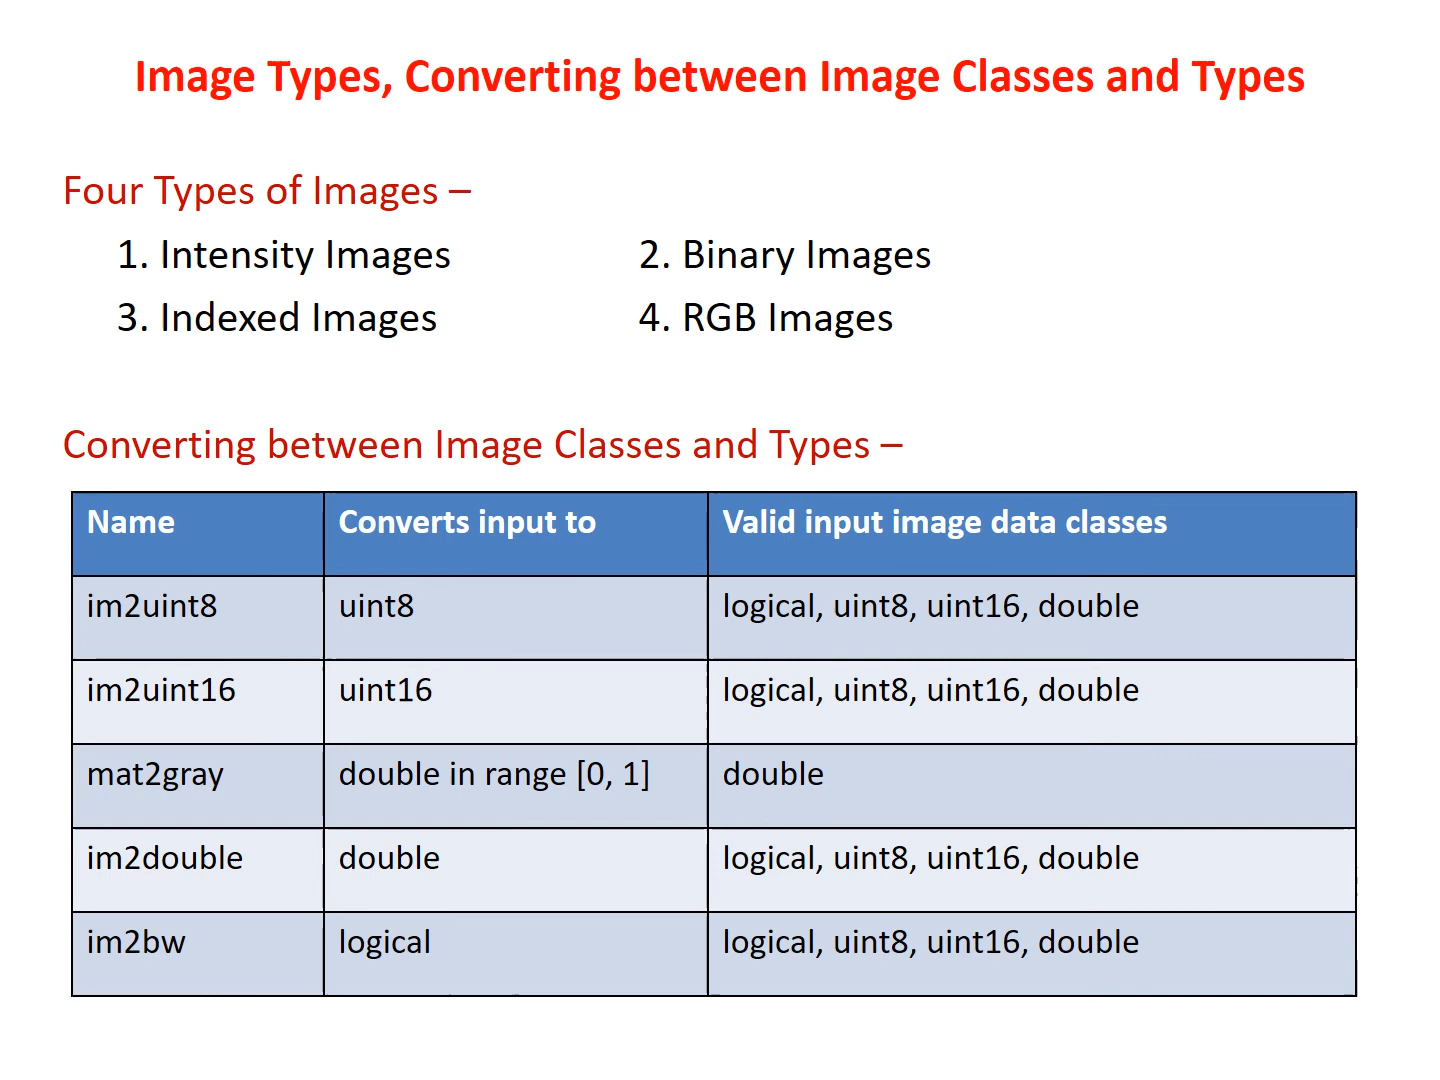 Image Types, Converting between Image Classes and Types
Four Types of Images –
1. Intensity Images 2. Binary Images
3. Indexed Images 4. RGB Images
Converting between Image Classes and Types –
Name Converts input to Valid input image data classes
im2uint8 uint8 logical, uint8, uint16, double
im2uint16 uint16 logical, uint8, uint16, double
mat2gray double in range [0, 1] double
im2double double logical, uint8, uint16, double
im2bw logical logical, uint8, uint16, double